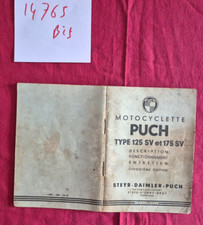 14765
Bis
MOTOCYCLETTE
PUCH
TYPE 125 SV et 175 SV
DESCRIPTION
FONCTIONNEMENT
ENTRETIEN
STEYR-DAIMLER-PUCH